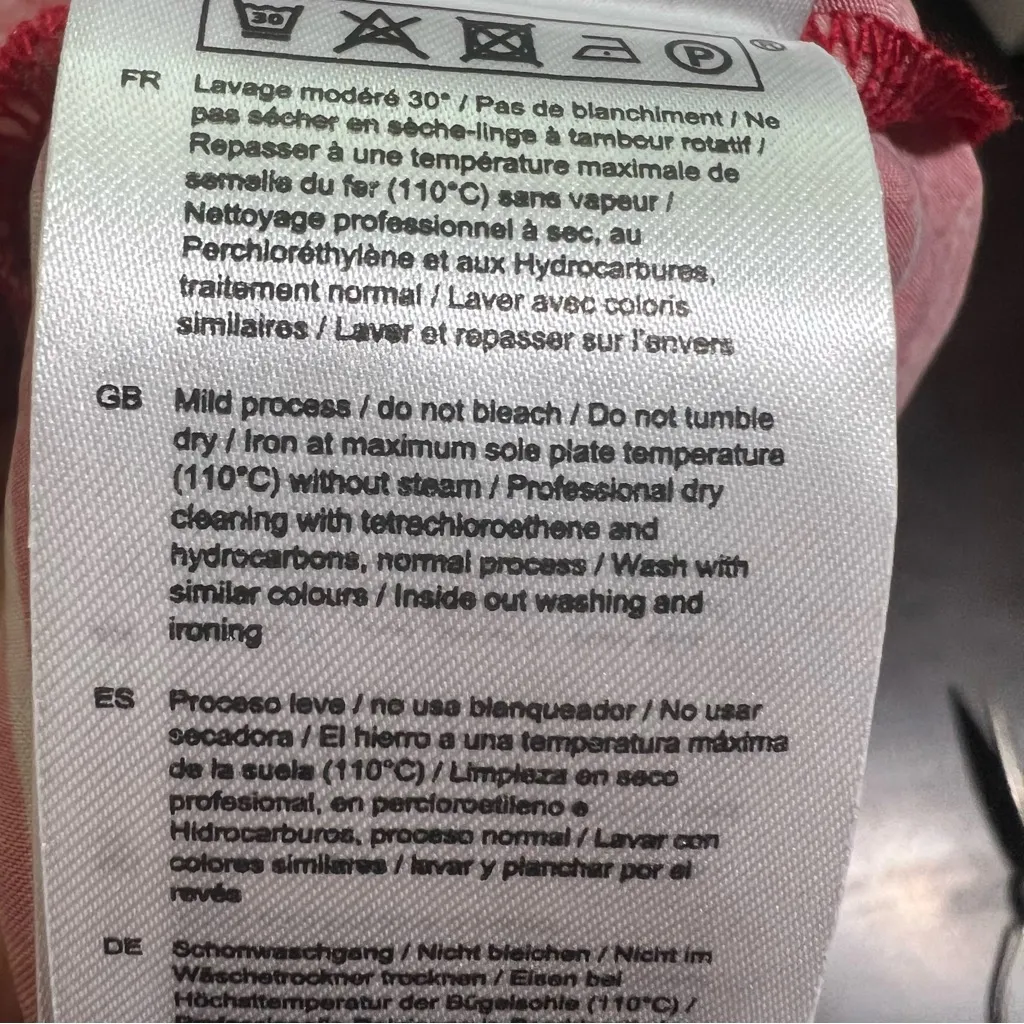 30 P ®
FR Lavage modéré 30° / Pas de blanchiment / Ne
pas sécher en sèche-linge à tambour rotatif /
Repasser à une température maximale de
semelle du fer (110°C) sans vapeur /
Nettoyage professionnel à sec, au
Perchloréthylène et aux Hydrocarbures,
traitement normal / Laver avec coloris
similaires / Laver et repasser sur l'envers
GB Mild process / do not bleach / Do not tumble
dry / Iron at maximum sole plate temperature
(110°C) without steam / Professional dry
cleaning with tetrachloroethene and
hydrocarbons, normal process / Wash with
similar colours / Inside out washing and
ironing
ES Proceso leve / no usa blanqueador / No usar
secadora / El hierro a una temperatura máxima
de la suela (110°C) / Limpieza en seco
profesional, en percloroetileno e
Hidrocarburos, proceso normal / Lavar con
colores similares / lavar y planchar por el
revés
DE Schonwaschgang / Nicht bleichen / Nicht im
Wäschetrockner trocknen / Eisen bei
Höchsttemperatur der Bügelsohle (110°C) /